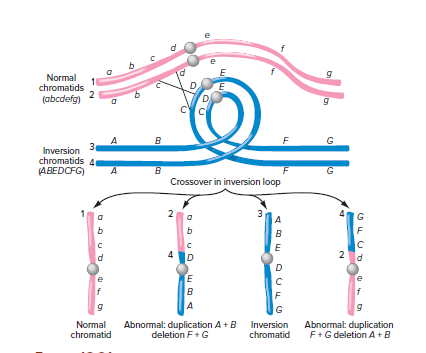 e
d
f
c
e
b
a
d
f
E
g
Normal
chromatids
(abcdefg)
1
2
c
D
E
D
b
a
g
C
C
A
B
F
G
Inversion
chromatids
(ABEDCFG)
3
4
A
B
F
G
Crossover in inversion loop
1
a
b
c
d
e
f
g
2
a
b
c
4
D
E
B
A
3
A
B
E
D
C
F
G
4
G
F
C
2
d
e
f
g
Normal
chromatid
Abnormal: duplication A + B
deletion F + G
Inversion
chromatid
Abnormal: duplication
F + G deletion A + B